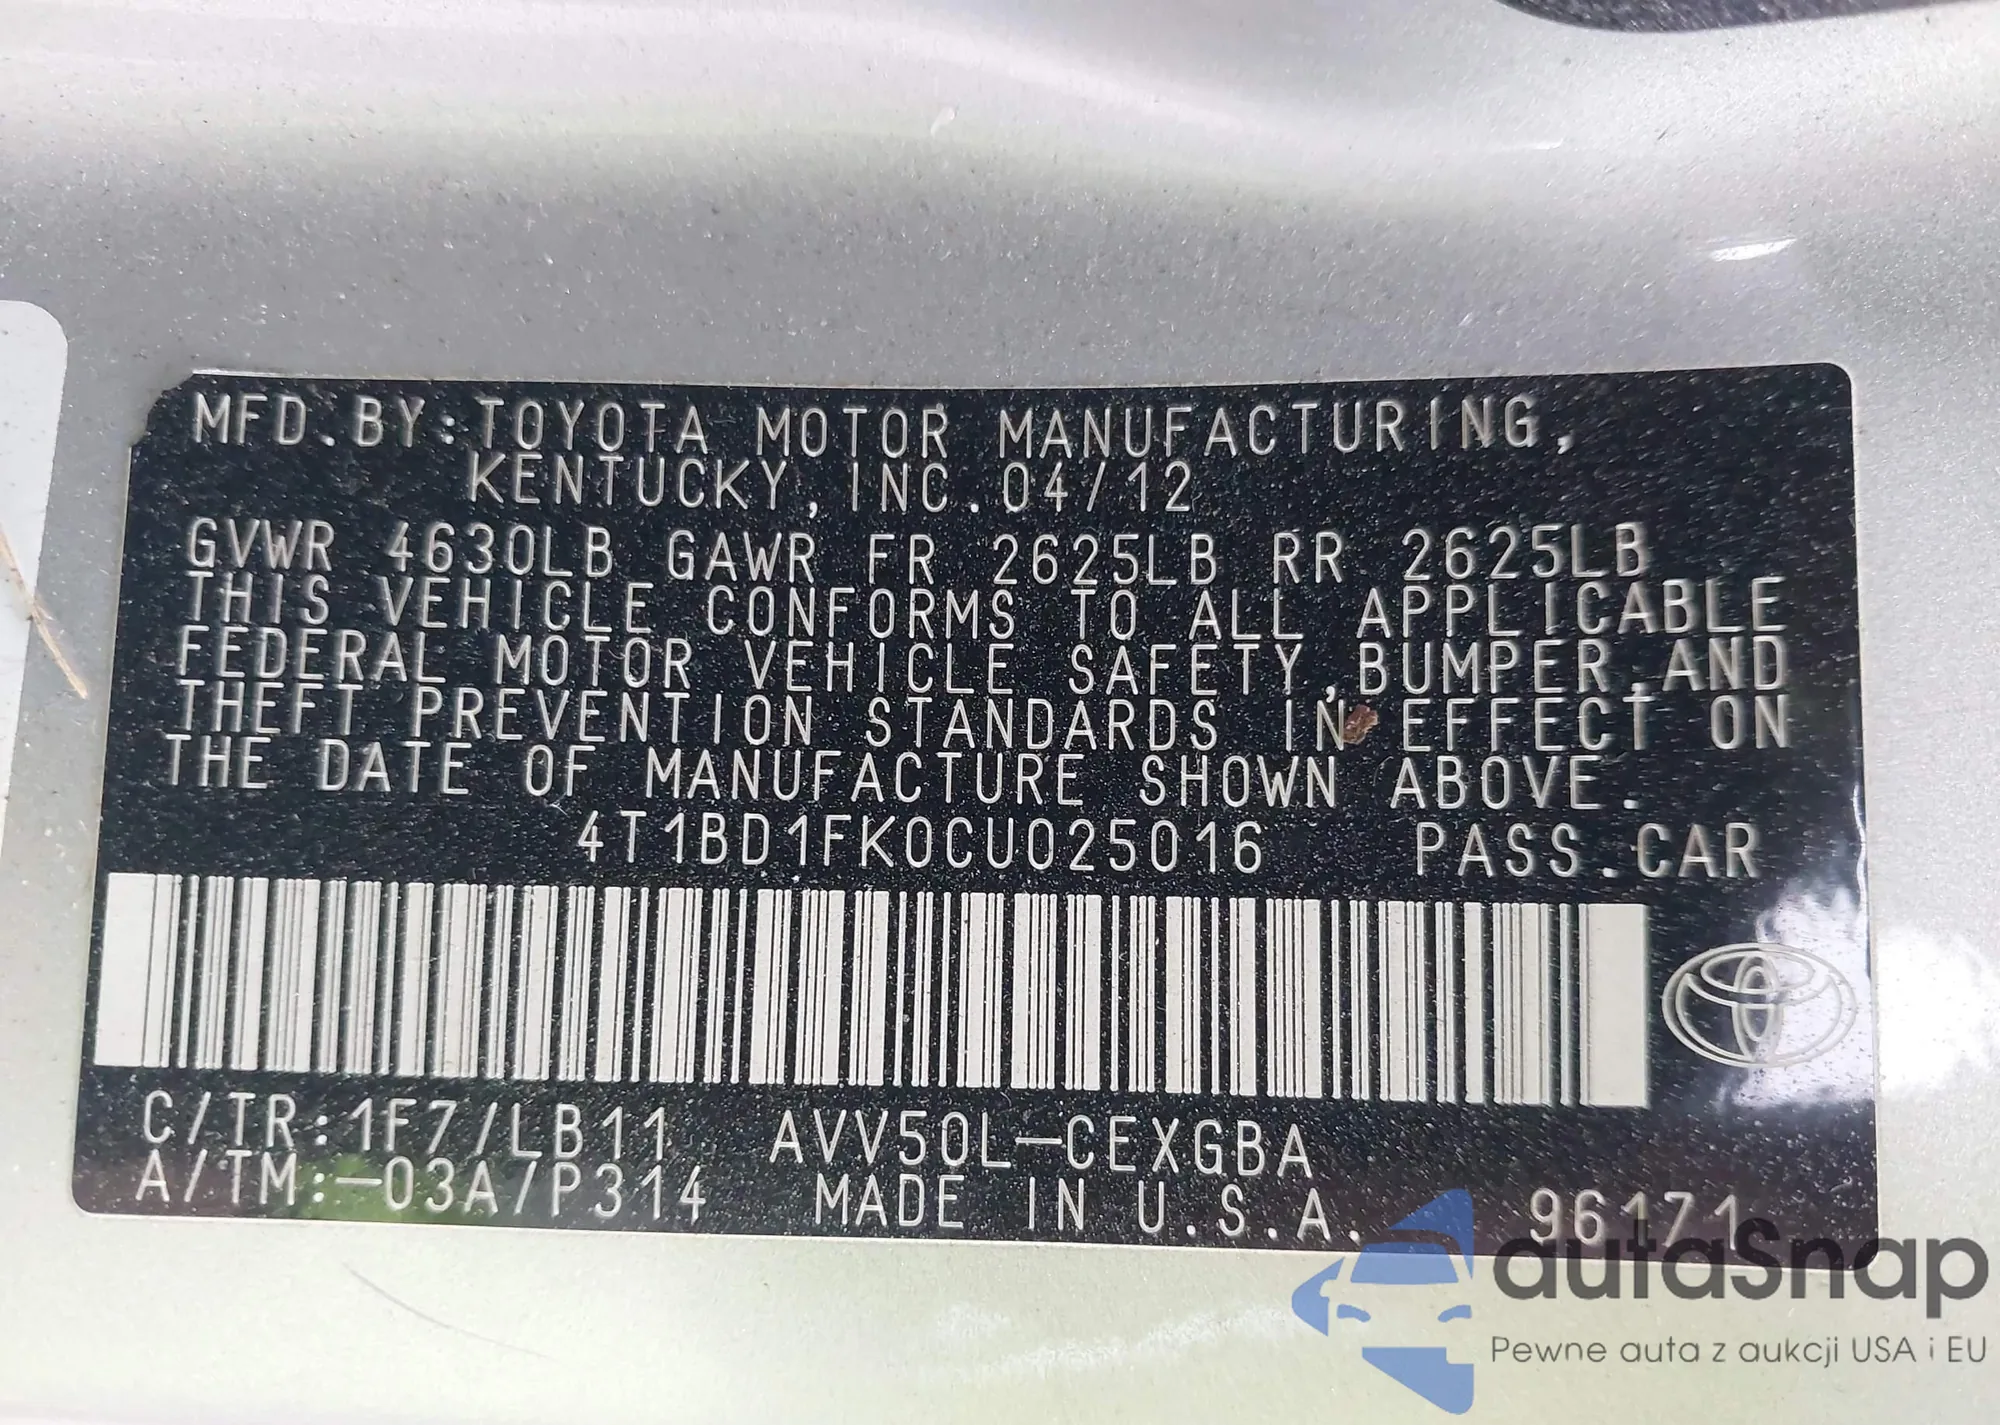 MFD.BY:TOYOTA MOTOR MANUFACTURING,
KENTUCKY,INC.04/12
GVWR 4630LB GAWR FR 2625LB RR 2625LB
THIS VEHICLE CONFORMS TO ALL APPLICABLE
FEDERAL MOTOR VEHICLE SAFETY,BUMPER,AND
THEFT PREVENTION STANDARDS IN EFFECT ON
THE DATE OF MANUFACTURE SHOWN ABOVE.
4T1BD1FK0CU025016 PASS.CAR
C/TR:1F7/LB11 AVV50L-CEXGBA
A/TM:-03A/P314 MADE IN U.S.A. 96171
autaSnap
Pewne auta z aukcji USA i EU